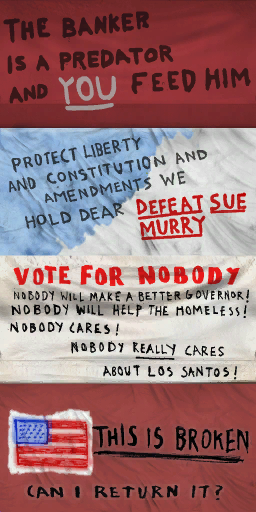 THE BANKER
IS A PREDATOR
AND YOU FEED HIM
PROTECT LIBERTY
AND CONSTITUTION AND
AMENDMENTS WE
HOLD DEAR DEFEAT SUE
MURRY
VOTE FOR NOBODY
NOBODY WILL MAKE A BETTER GOVERNOR!
NOBODY WILL HELP THE HOMELESS!
NOBODY CARES!
NOBODY REALLY CARES
ABOUT LOS SANTOS!
THIS IS BROKEN
CAN I RETURN IT?